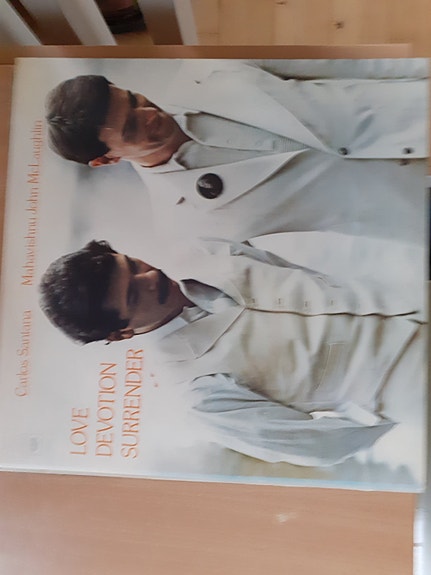 Carlos Santana Mahavishnu John McLaughlin
LOVE
DEVOTION
SURRENDER